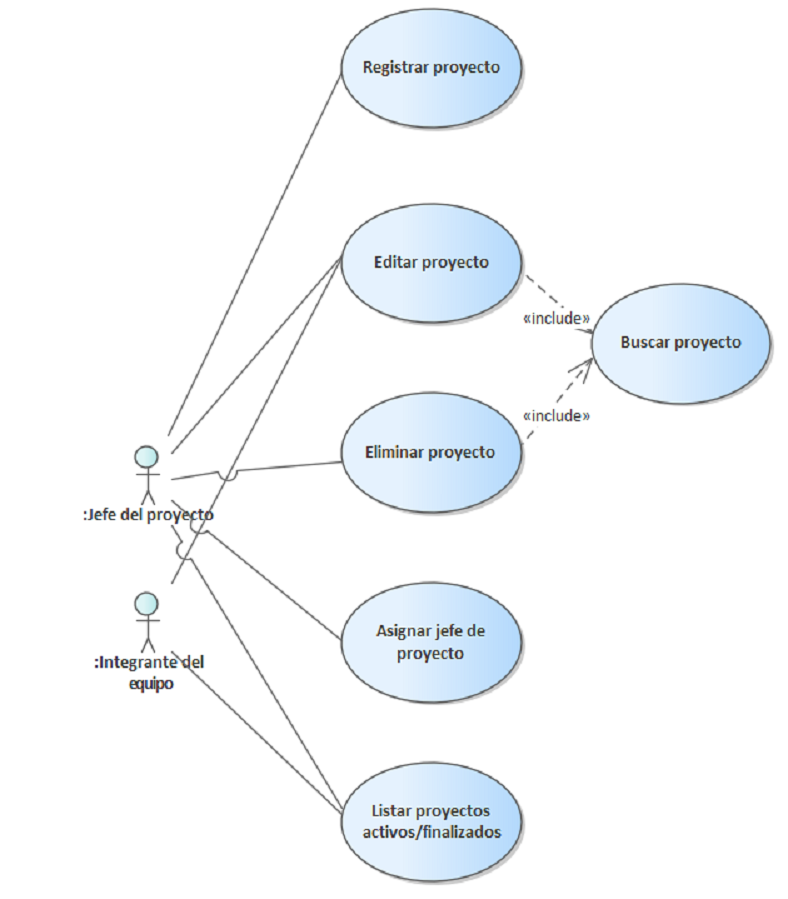 Registrar proyecto
Editar proyecto
«include»
Buscar proyecto
«include»
Eliminar proyecto
:Jefe del proyecto
Asignar jefe de
proyecto
:Integrante del
equipo
Listar proyectos
activos/finalizados